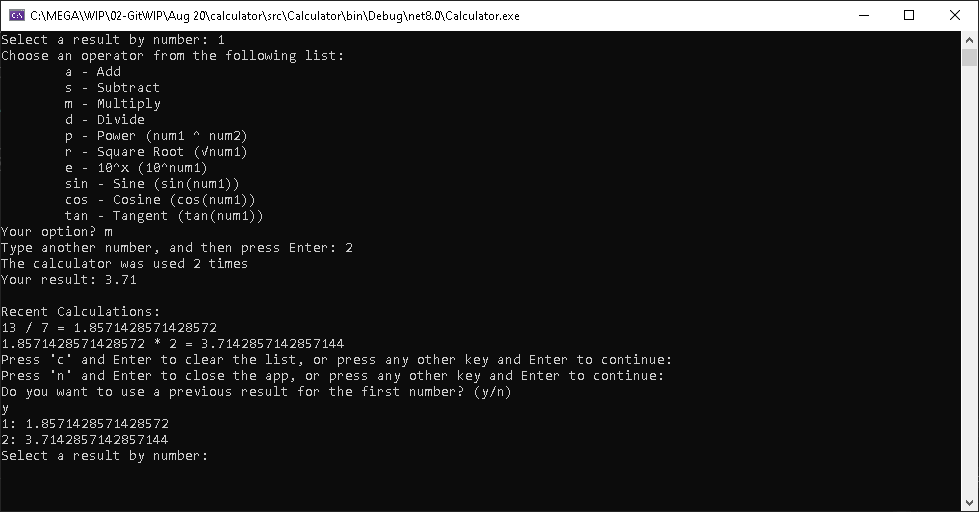 C:\MEGA\WIP\02-GitWIP\Aug 20\calculator\src\Calculator\bin\Debug\net8.0\Calculator.exe
Select a result by number: 1
Choose an operator from the following list:
        a - Add
        s - Subtract
        m - Multiply
        d - Divide
        p - Power (num1 ^ num2)
        r - Square Root (√num1)
        e - 10^x (10^num1)
        sin - Sine (sin(num1))
        cos - Cosine (cos(num1))
        tan - Tangent (tan(num1))
Your option? m
Type another number, and then press Enter: 2
The calculator was used 2 times
Your result: 3.71

Recent Calculations:
13 / 7 = 1.8571428571428572
1.8571428571428572 * 2 = 3.7142857142857144
Press 'c' and Enter to clear the list, or press any other key and Enter to continue:
Press 'n' and Enter to close the app, or press any other key and Enter to continue:
Do you want to use a previous result for the first number? (y/n)
y
1: 1.8571428571428572
2: 3.7142857142857144
Select a result by number: